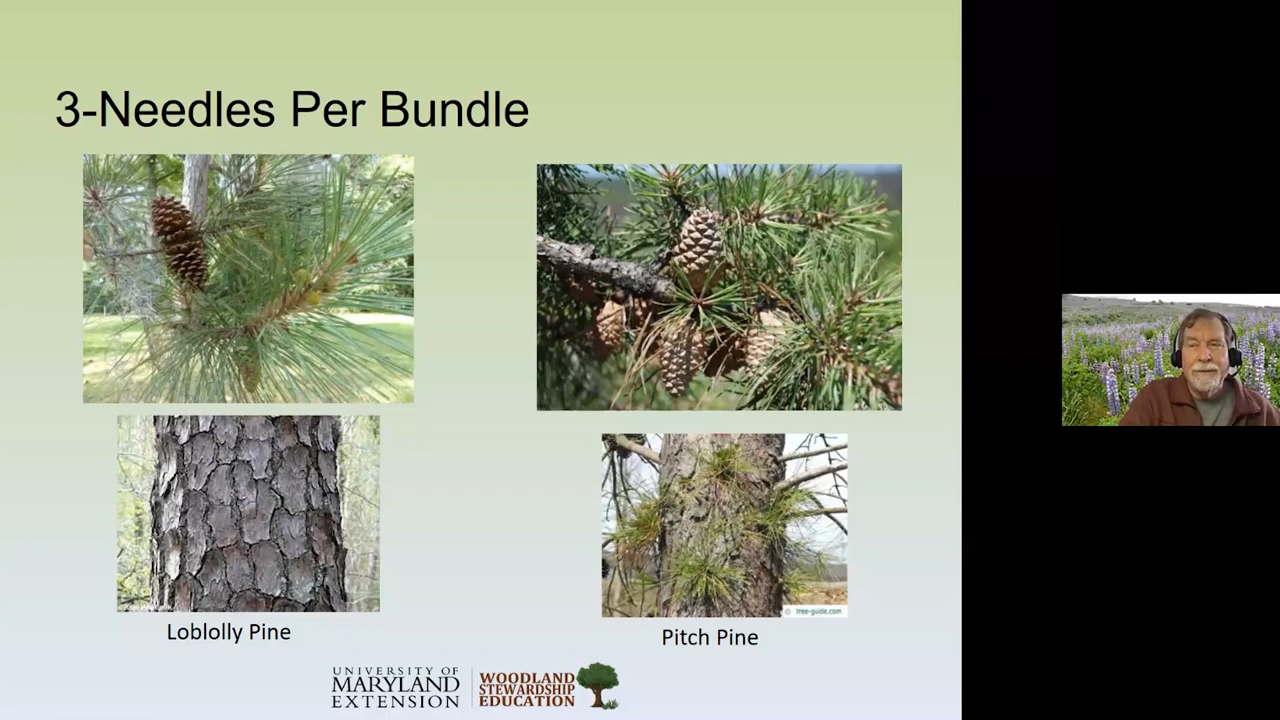 3-Needles Per Bundle
© tree-guide.com
Loblolly Pine
Pitch Pine
UNIVERSITY OF
MARYLAND
EXTENSION
WOODLAND
STEWARDSHIP
EDUCATION